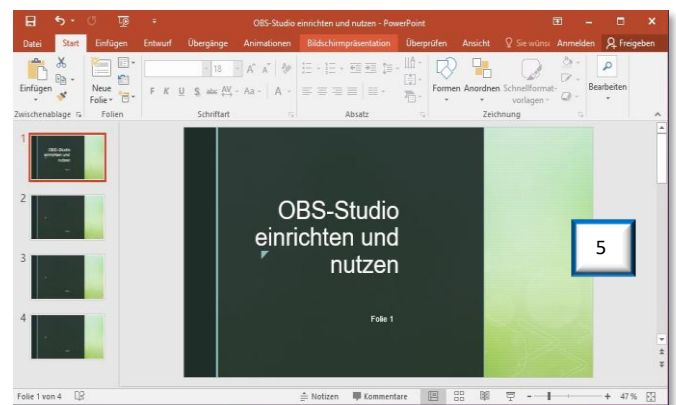 OBS-Studio einrichten und nutzen - PowerPoint
Datei Start Einfügen Entwurf Übergänge Animationen Bildschirmpräsentation Überprüfen Ansicht Sie wüns Anmelden Freigeben
Einfügen Neue Folie F K U S abc AV Aa A 18 A A Formen Anordnen Schnellformat-vorlagen Bearbeiten
Zwischenablage Folien Schriftart Absatz Zeichnung
1
2
3
4
OBS-Studio
einrichten und
nutzen
Folie 1
5
Folie 1 von 4 Notizen Kommentare 47 %